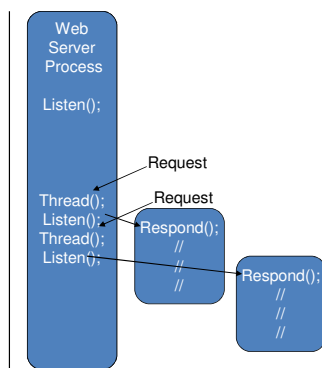 Web
Server
Process
Listen();
Request
Thread();
Request
Listen();
Thread();
Listen();
Respond();
//
//
//
Respond();
//
//
//